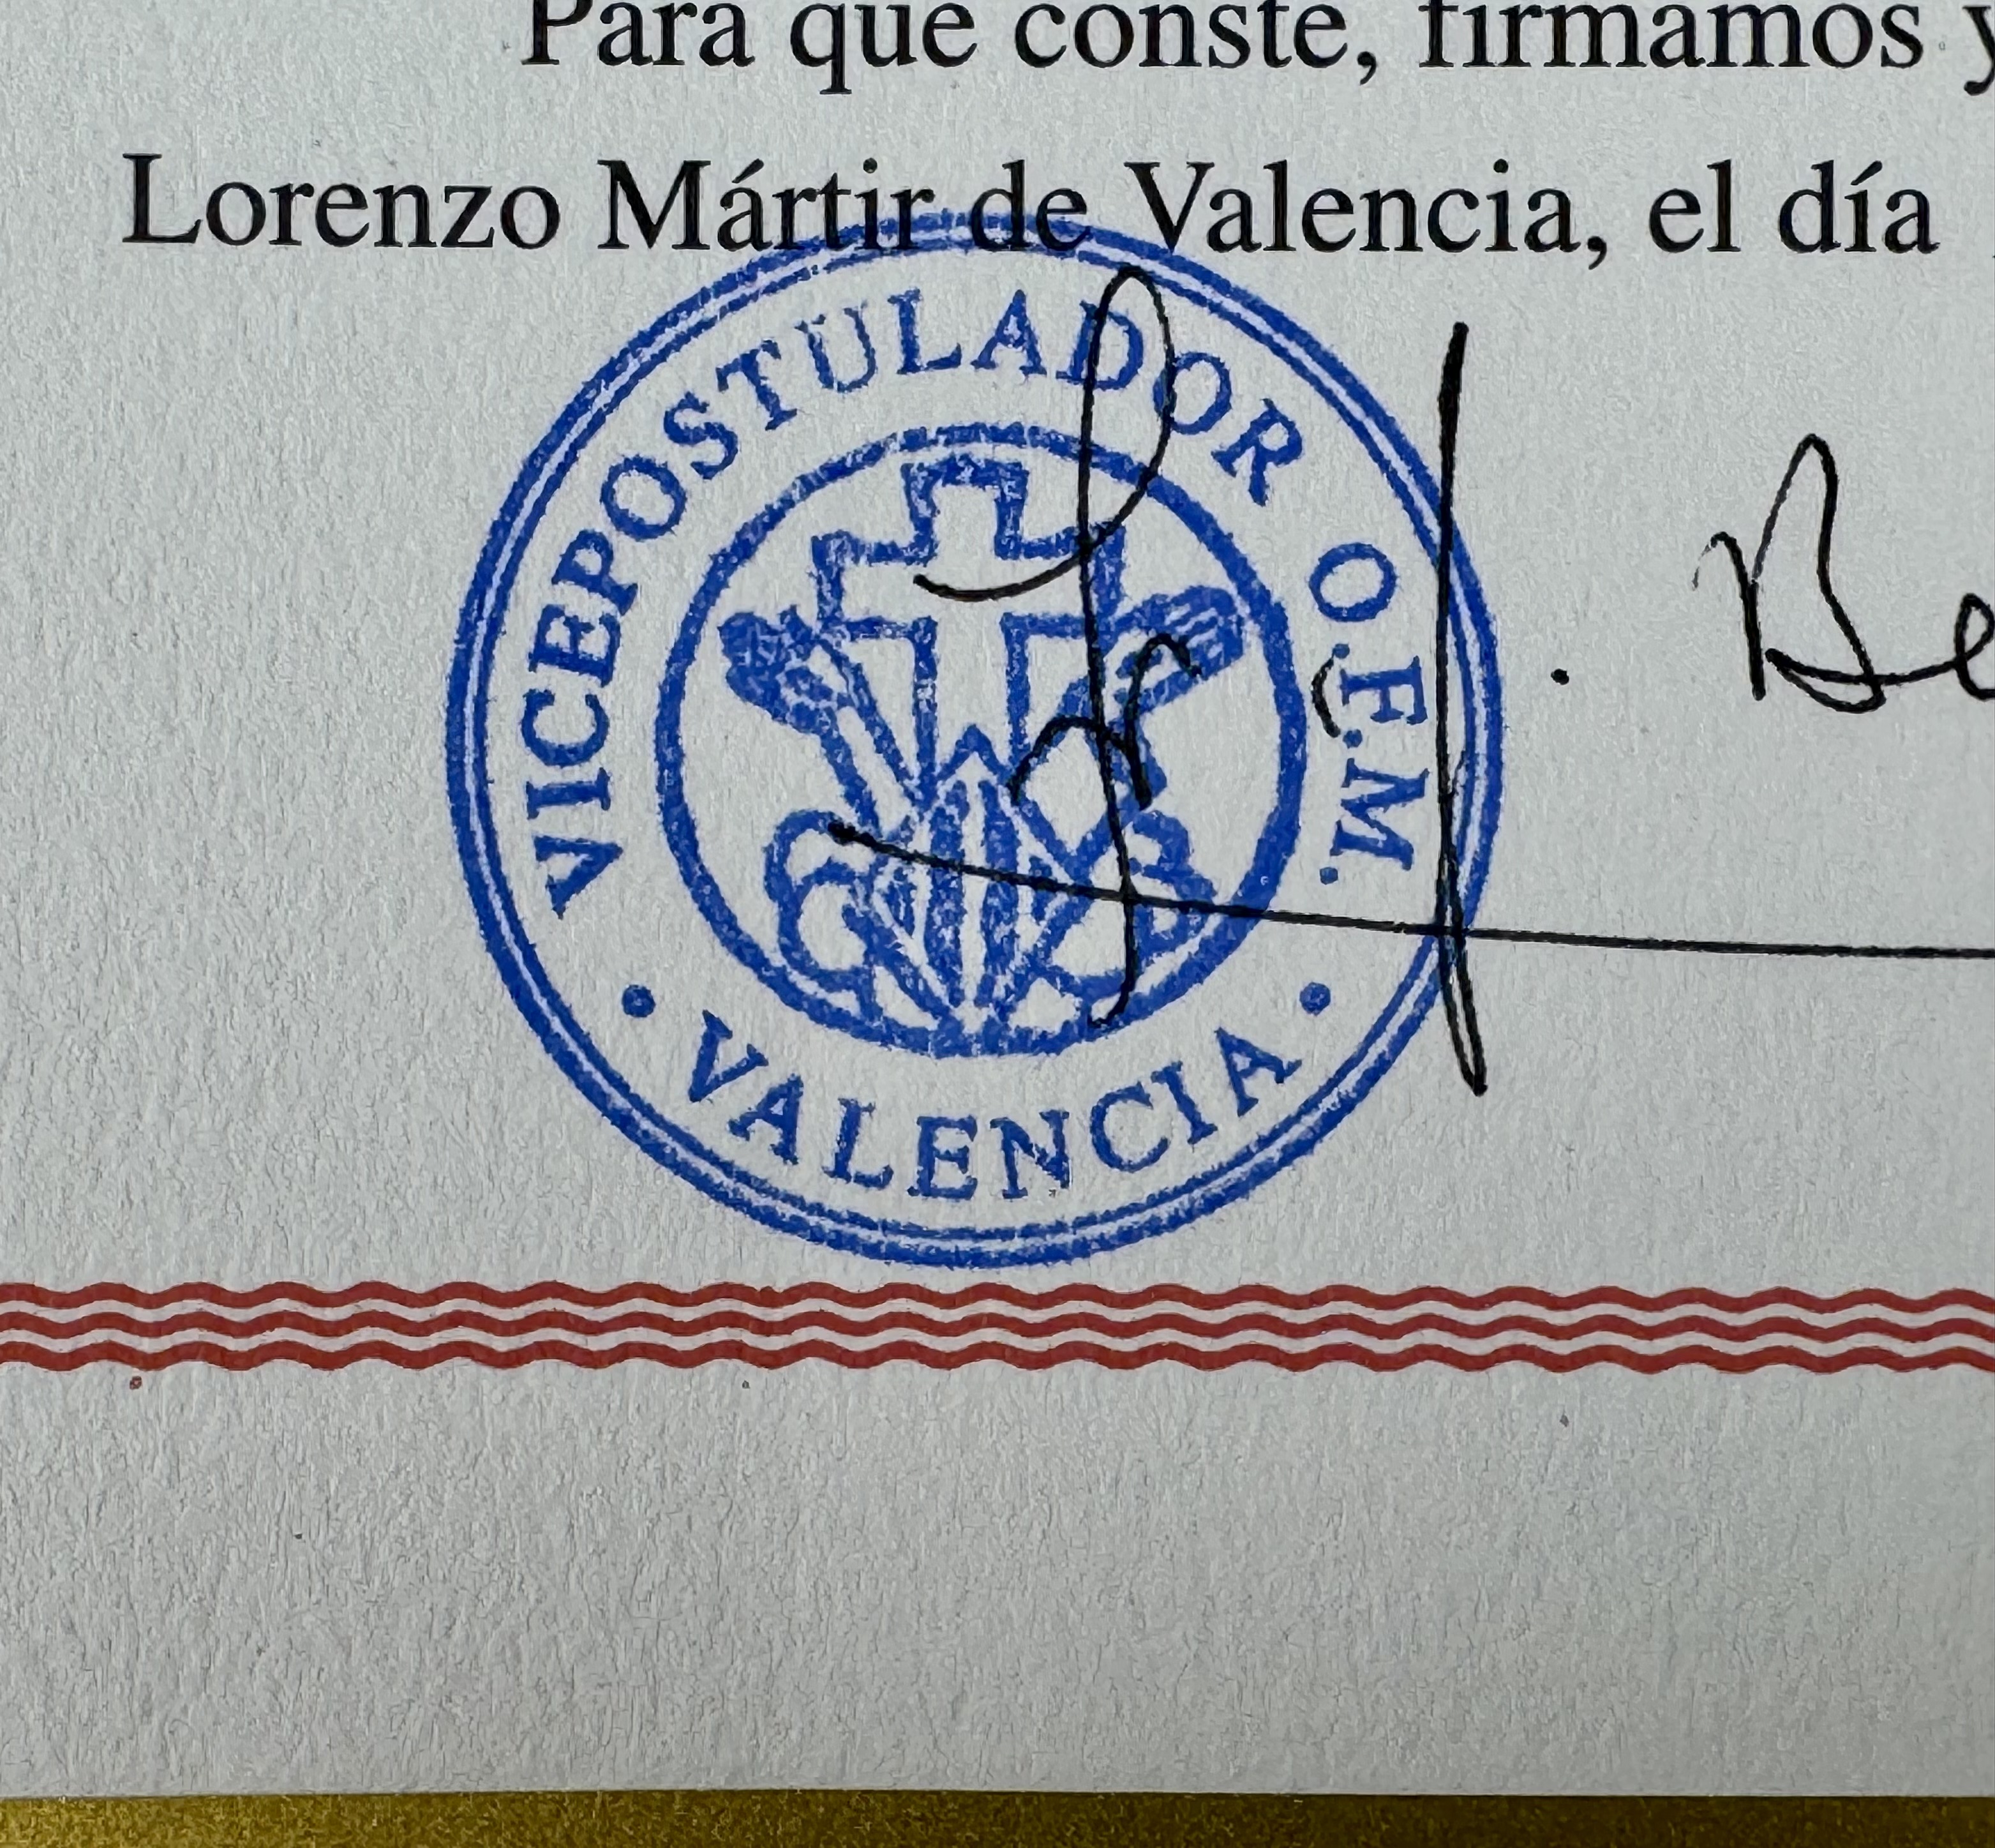 Para que conste, firmamos y
Lorenzo Mártir de Valencia, el día
VICEPOSTULADOR O.F.M.
• VALENCIA •